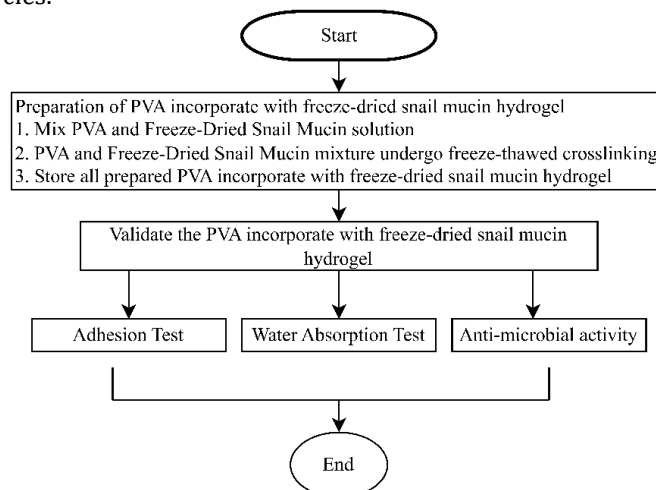 cles.
Start
Preparation of PVA incorporate with freeze-dried snail mucin hydrogel
1. Mix PVA and Freeze-Dried Snail Mucin solution
2. PVA and Freeze-Dried Snail Mucin mixture undergo freeze-thawed crosslinking
3. Store all prepared PVA incorporate with freeze-dried snail mucin hydrogel
Validate the PVA incorporate with freeze-dried snail mucin
hydrogel
Adhesion Test
Water Absorption Test
Anti-microbial activity
End